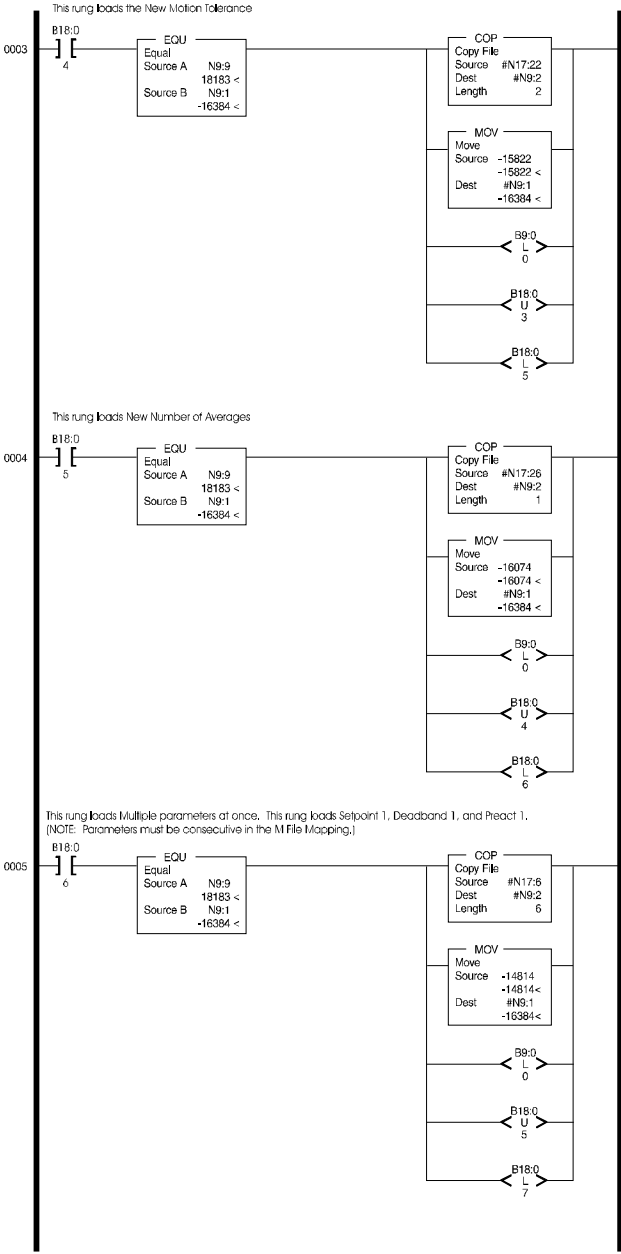 This rung loads the New Motion Tolerance
B18:0
0003
4
EQU
Equal
Source A N9:9
18183 <
Source B N9:1
-16384 <
COP
Copy File
Source #N17:22
Dest #N9:2
Length 2
MOV
Move
Source -15822
-15822 <
Dest #N9:1
-16384 <
B9:0
L
0
B18:0
U
3
B18:0
L
5
This rung loads New Number of Averages
B18:0
0004
5
EQU
Equal
Source A N9:9
18183 <
Source B N9:1
-16384 <
COP
Copy File
Source #N17:26
Dest #N9:2
Length 1
MOV
Move
Source -16074
-16074 <
Dest #N9:1
-16384 <
B9:0
L
0
B18:0
U
4
B18:0
L
6
This rung loads Multiple parameters at once. This rung loads Setpoint 1, Deadband 1, and Preact 1.
(NOTE: Parameters must be consecutive in the M File Mapping.)
B18:0
0005
6
EQU
Equal
Source A N9:9
18183 <
Source B N9:1
-16384 <
COP
Copy File
Source #N17:6
Dest #N9:2
Length 6
MOV
Move
Source -14814
-14814<
Dest #N9:1
-16384<
B9:0
L
0
B18:0
U
5
B18:0
L
7